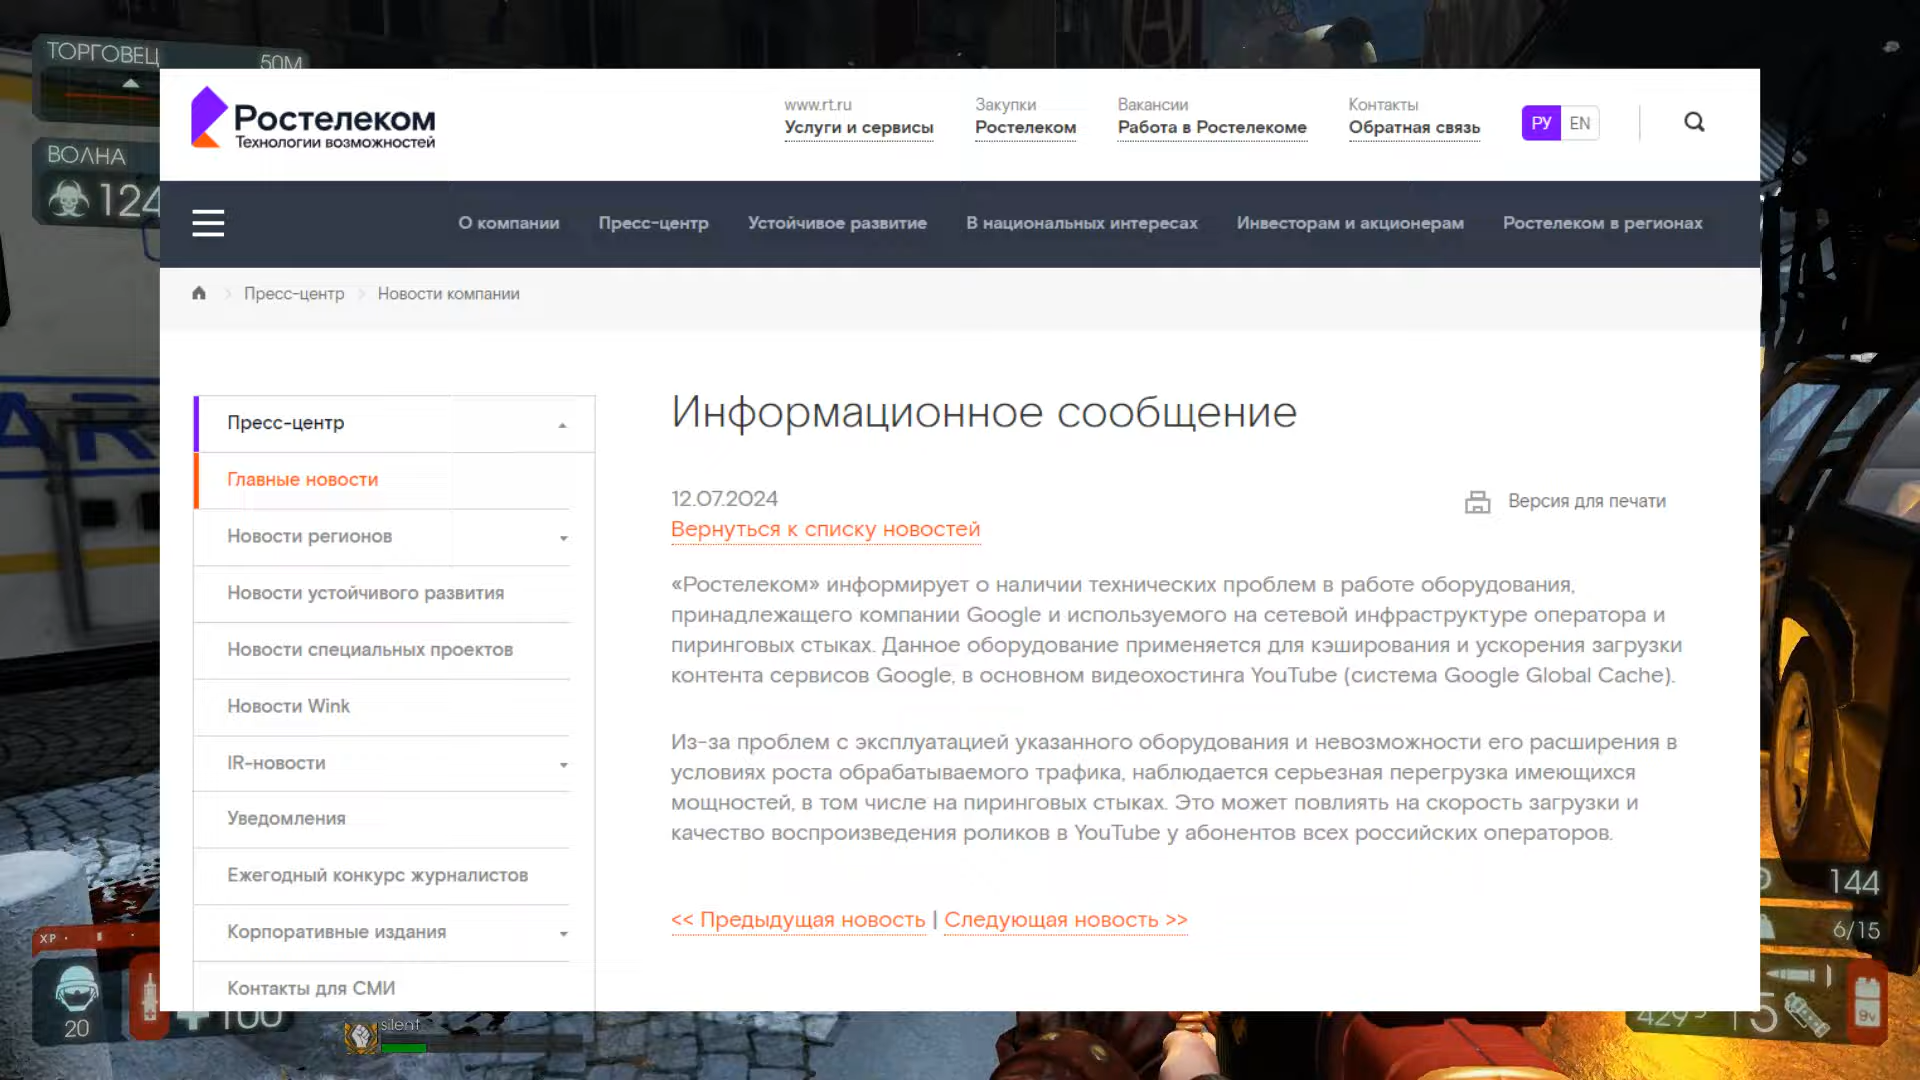 ТОРГОВЕЦ
50М
ВОЛНА
124
Ростелеком
Технологии возможностей
www.rt.ru
Услуги и сервисы
Закупки
Ростелеком
Вакансии
Работа в Ростелекоме
Контакты
Обратная связь
РУ EN
О компании
Пресс-центр
Устойчивое развитие
В национальных интересах
Инвесторам и акционерам
Ростелеком в регионах
Пресс-центр
Новости компании
Пресс-центр
Главные новости
Новости регионов
Новости устойчивого развития
Новости специальных проектов
Новости Wink
IR-новости
Уведомления
Ежегодный конкурс журналистов
Корпоративные издания
Контакты для СМИ
Информационное сообщение
12.07.2024
Версия для печати
Вернуться к списку новостей
«Ростелеком» информирует о наличии технических проблем в работе оборудования,
принадлежащего компании Google и используемого на сетевой инфраструктуре оператора и
пиринговых стыках. Данное оборудование применяется для кэширования и ускорения загрузки
контента сервисов Google, в основном видеохостинга YouTube (система Google Global Cache).
Из-за проблем с эксплуатацией указанного оборудования и невозможности его расширения в
условиях роста обрабатываемого трафика, наблюдается серьезная перегрузка имеющихся
мощностей, в том числе на пиринговых стыках. Это может повлиять на скорость загрузки и
качество воспроизведения роликов в YouTube у абонентов всех российских операторов.
<< Предыдущая новость | Следующая новость >>
XP
20
100
silent
144
6/15
9v